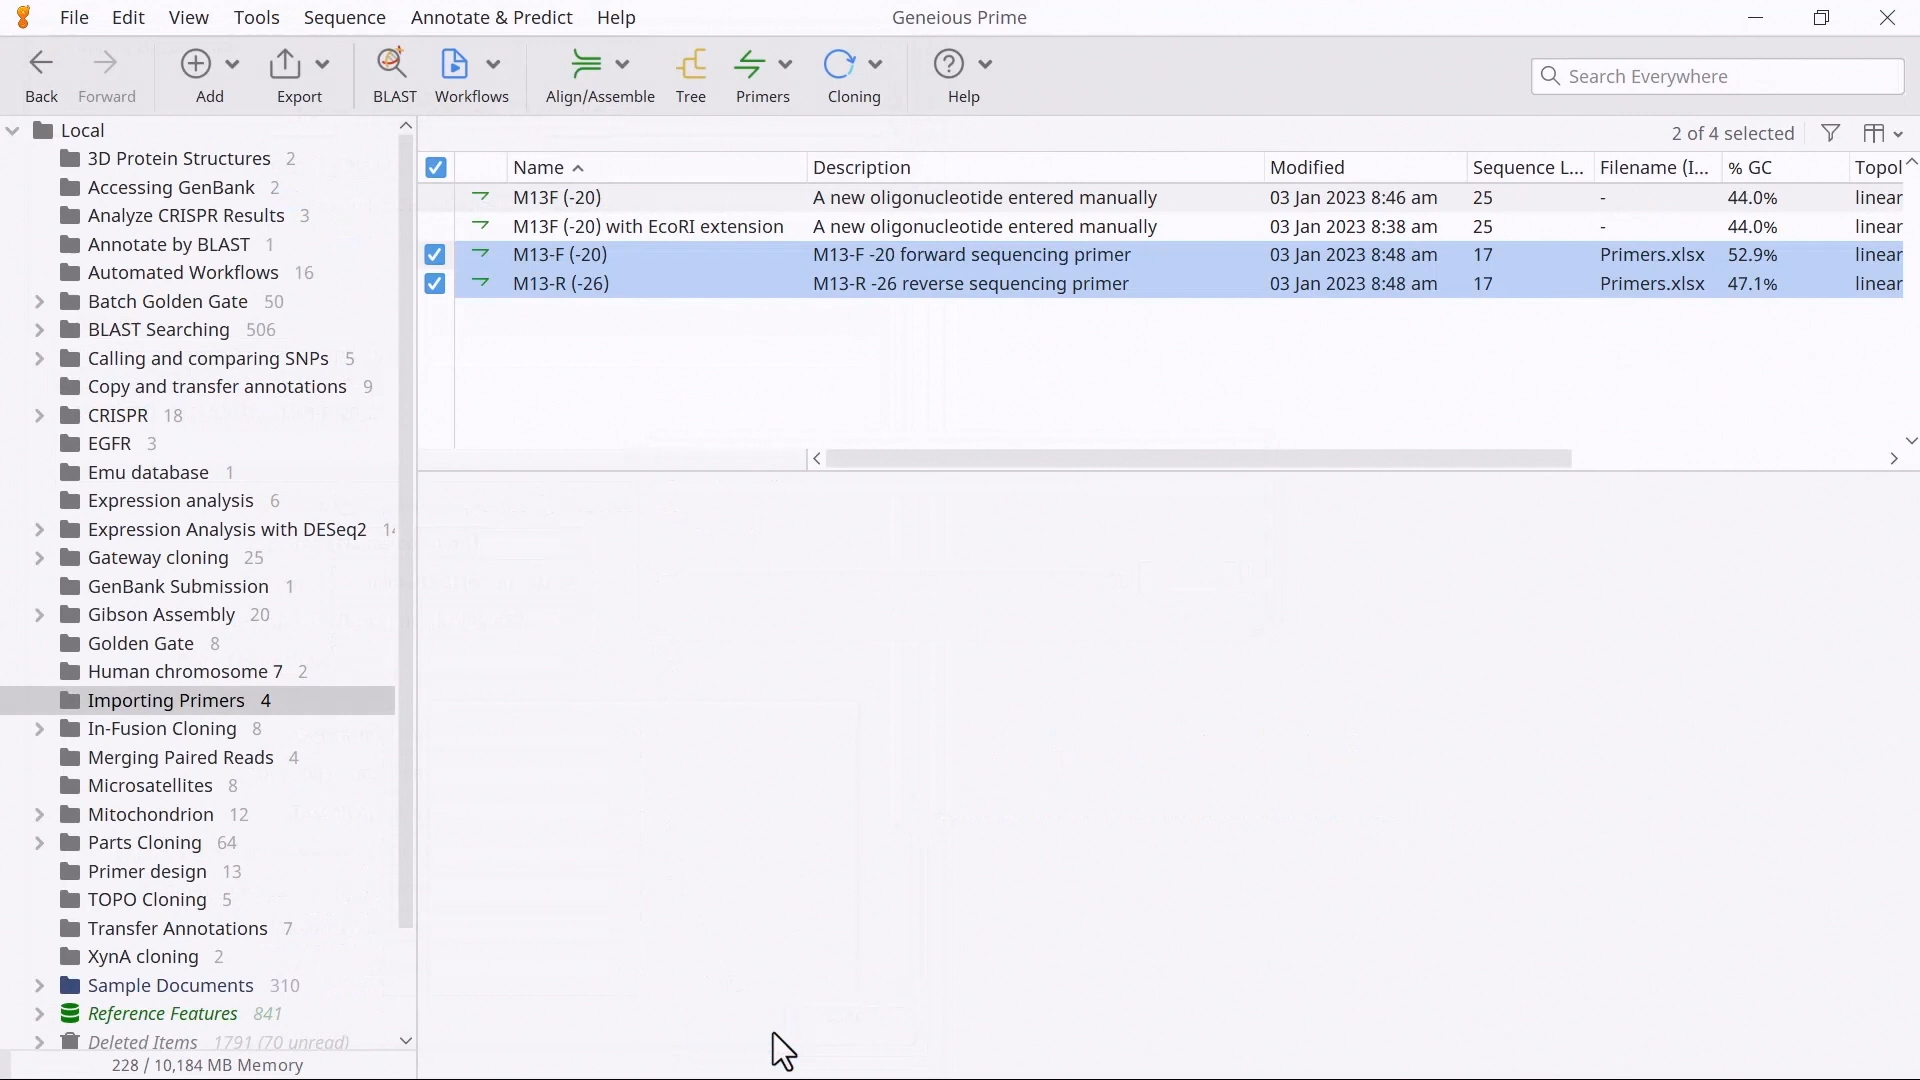 File Edit View Tools Sequence Annotate & Predict Help Geneious Prime
Back Forward Add Export BLAST Workflows Align/Assemble Tree Primers Cloning Help Search Everywhere
Local
3D Protein Structures 2
Accessing GenBank 2
Analyze CRISPR Results 3
Annotate by BLAST 1
Automated Workflows 16
Batch Golden Gate 50
BLAST Searching 506
Calling and comparing SNPs 5
Copy and transfer annotations 9
CRISPR 18
EGFR 3
Emu database 1
Expression analysis 6
Expression Analysis with DESeq2
Gateway cloning 25
GenBank Submission 1
Gibson Assembly 20
Golden Gate 8
Human chromosome 7 2
Importing Primers 4
In-Fusion Cloning 8
Merging Paired Reads 4
Microsatellites 8
Mitochondrion 12
Parts Cloning 64
Primer design 13
TOPO Cloning 5
Transfer Annotations 7
XynA cloning 2
Sample Documents 310
Reference Features 841
Deleted Items 1791 (70 unread)
228 / 10,184 MB Memory
2 of 4 selected
Name Description Modified Sequence L... Filename (I... % GC Topol
M13F (-20) A new oligonucleotide entered manually 03 Jan 2023 8:46 am 25 - 44.0% linear
M13F (-20) with EcoRI extension A new oligonucleotide entered manually 03 Jan 2023 8:38 am 25 - 44.0% linear
M13-F (-20) M13-F -20 forward sequencing primer 03 Jan 2023 8:48 am 17 Primers.xlsx 52.9% linear
M13-R (-26) M13-R -26 reverse sequencing primer 03 Jan 2023 8:48 am 17 Primers.xlsx 47.1% linear